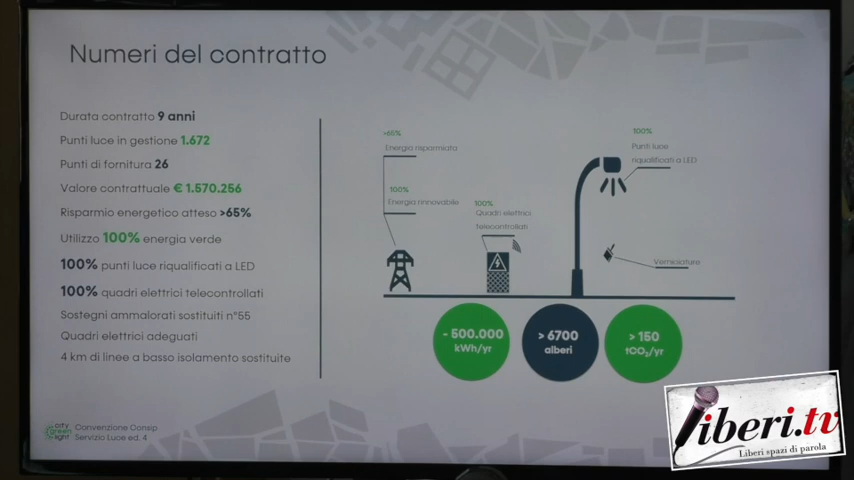 Numeri del contratto
Durata contratto 9 anni
Punti luce in gestione 1.672
Punti di fornitura 26
Valore contrattuale € 1.570.256
Risparmio energetico atteso >65%
Utilizzo 100% energia verde
100% punti luce riqualificati a LED
100% quadri elettrici telecontrollati
Sostegni ammalorati sostituiti n°55
Quadri elettrici adeguati
4 km di linee a basso isolamento sostituite
+65%
Energia risparmiata
100%
Energia rinnovabile
100%
Quadri elettrici
telecontrollati
100%
Punti luce
riqualificati a LED
Verniciature
- 500.000
kWh/yr
> 6700
alberi
> 150
tCO₂/yr
city
green
light
Convenzione Consip
Servizio Luce ed. 4
liberi.tv
Liberi spazi di parola